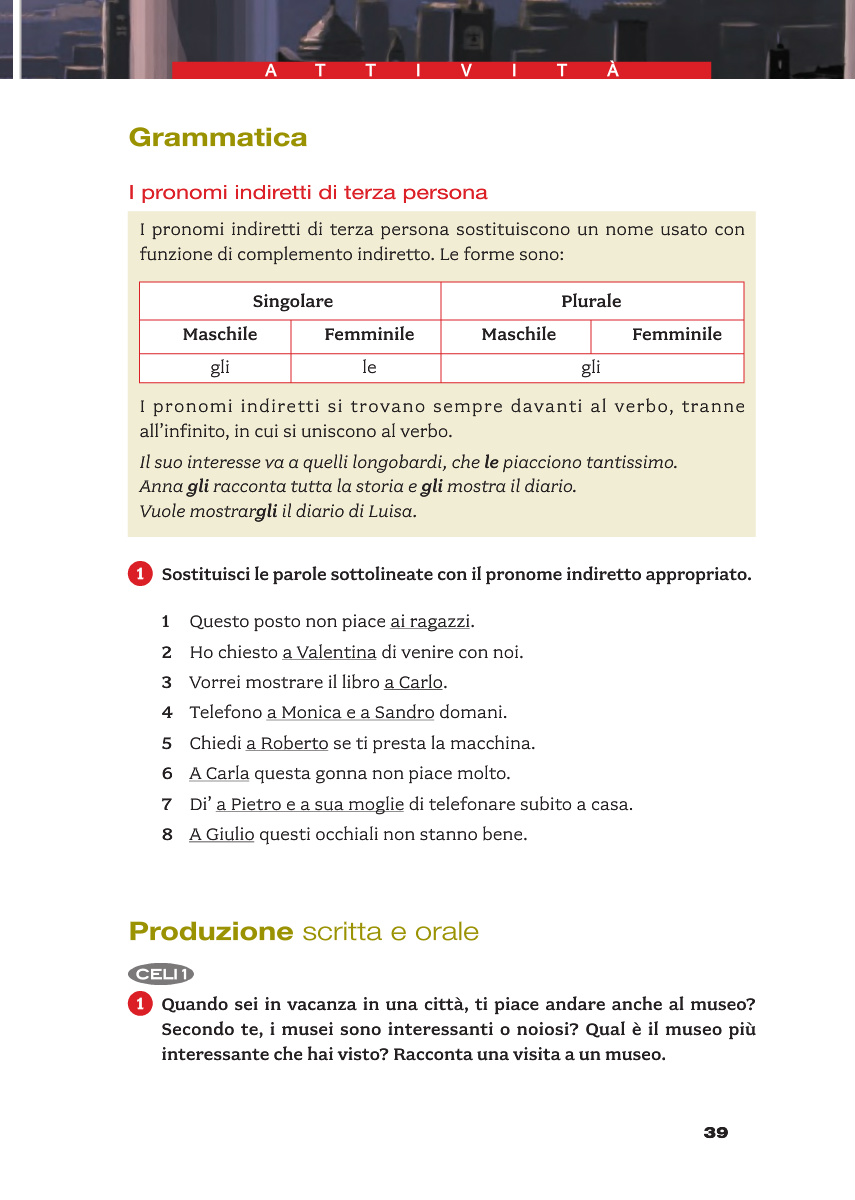 A T T I V I T À
Grammatica
I pronomi indiretti di terza persona
I pronomi indiretti di terza persona sostituiscono un nome usato con
funzione di complemento indiretto. Le forme sono:
Singolare Plurale
Maschile Femminile Maschile Femminile
gli le gli
I pronomi indiretti si trovano sempre davanti al verbo, tranne
all'infinito, in cui si uniscono al verbo.
Il suo interesse va a quelli longobardi, che le piacciono tantissimo.
Anna gli racconta tutta la storia e gli mostra il diario.
Vuole mostrargli il diario di Luisa.
1 Sostituisci le parole sottolineate con il pronome indiretto appropriato.
1 Questo posto non piace ai ragazzi.
2 Ho chiesto a Valentina di venire con noi.
3 Vorrei mostrare il libro a Carlo.
4 Telefono a Monica e a Sandro domani.
5 Chiedi a Roberto se ti presta la macchina.
6 A Carla questa gonna non piace molto.
7 Di' a Pietro e a sua moglie di telefonare subito a casa.
8 A Giulio questi occhiali non stanno bene.
Produzione scritta e orale
CELI 1
1 Quando sei in vacanza in una città, ti piace andare anche al museo?
Secondo te, i musei sono interessanti o noiosi? Qual è il museo più
interessante che hai visto? Racconta una visita a un museo.
39